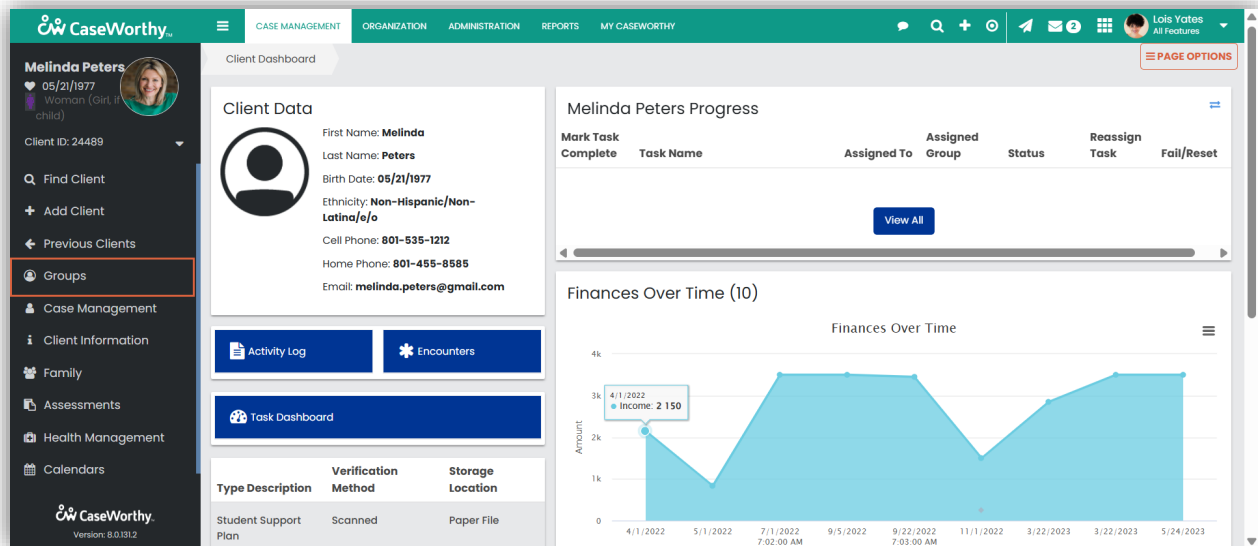 CaseWorthy™
CASE MANAGEMENT ORGANIZATION ADMINISTRATION REPORTS MY CASEWORTHY
2
Lois Yates
All Features
Melinda Peters
05/21/1977
Woman (Girl, if
child)
Client ID: 24489
Find Client
Add Client
Previous Clients
Groups
Case Management
Client Information
Family
Assessments
Health Management
Calendars
CaseWorthy™
Version: 8.0.131.2
Client Dashboard
PAGE OPTIONS
Client Data
First Name: Melinda
Last Name: Peters
Birth Date: 05/21/1977
Ethnicity: Non-Hispanic/Non-
Latina/e/o
Cell Phone: 801-535-1212
Home Phone: 801-455-8585
Email: melinda.peters@gmail.com
Activity Log
Encounters
Task Dashboard
Type Description Verification Method Storage Location
Student Support Plan Scanned Paper File
Melinda Peters Progress
Mark Task Complete Task Name Assigned To Assigned Group Status Reassign Task Fail/Reset
View All
Finances Over Time (10)
Finances Over Time
4k
3k
2k
1k
0
Amount
4/1/2022
Income: 2 150
4/1/2022 5/1/2022 7/1/2022 7:02:00 AM 9/5/2022 9/22/2022 7:03:00 AM 11/1/2022 3/22/2023 3/22/2023 5/24/2023